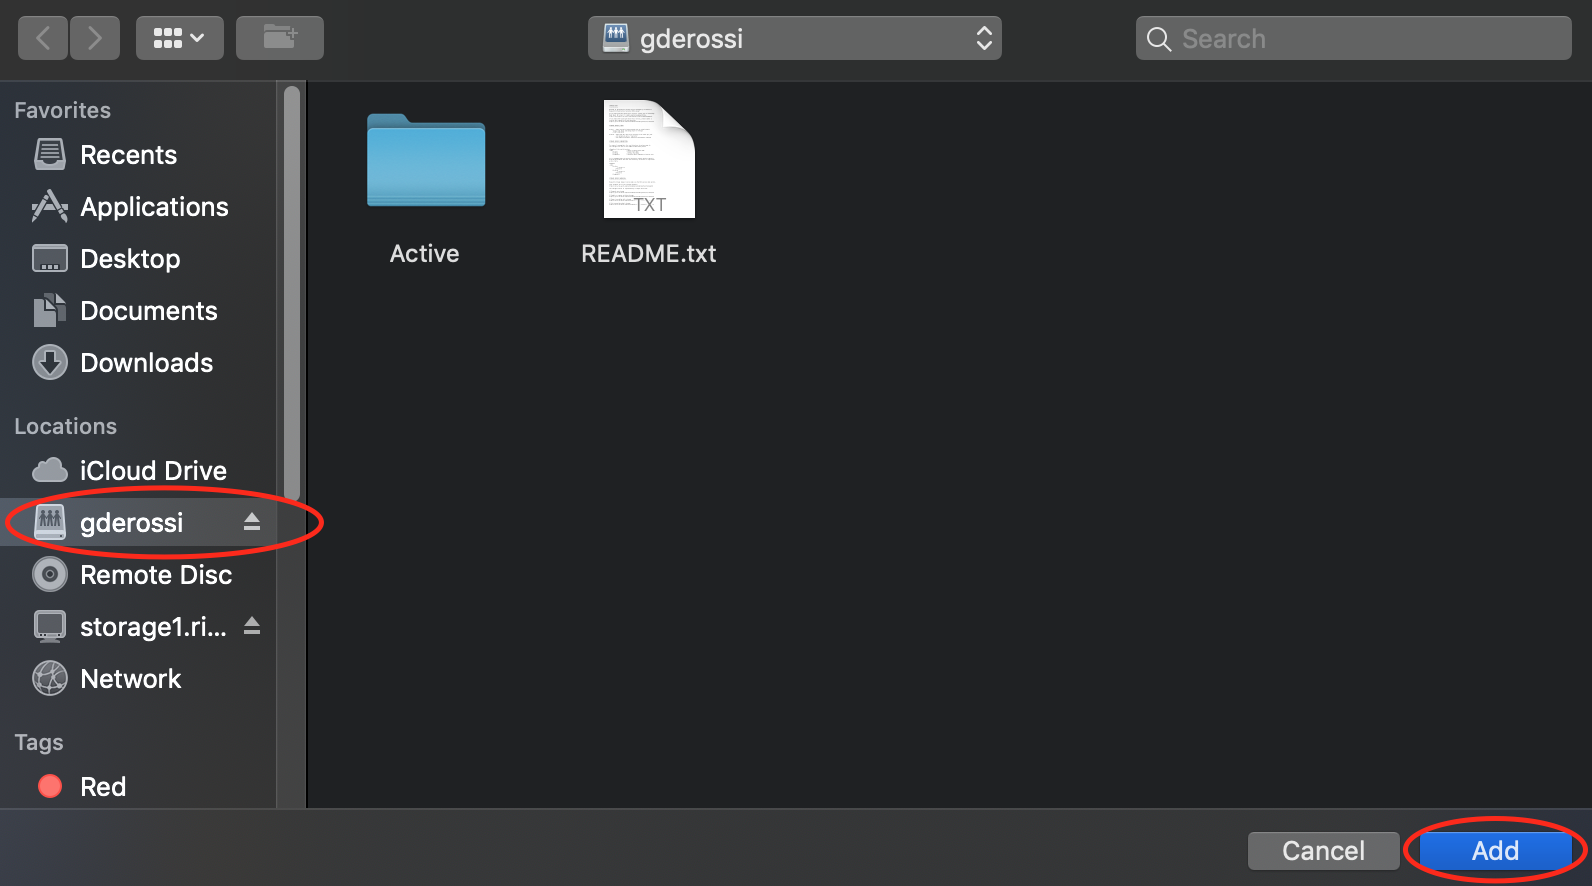 gderossi
Search
Favorites
Recents
Applications
Desktop
Documents
Downloads
Locations
iCloud Drive
gderossi
Remote Disc
storage1.ri...
Network
Tags
Red
TXT
Active
README.txt
Cancel
Add